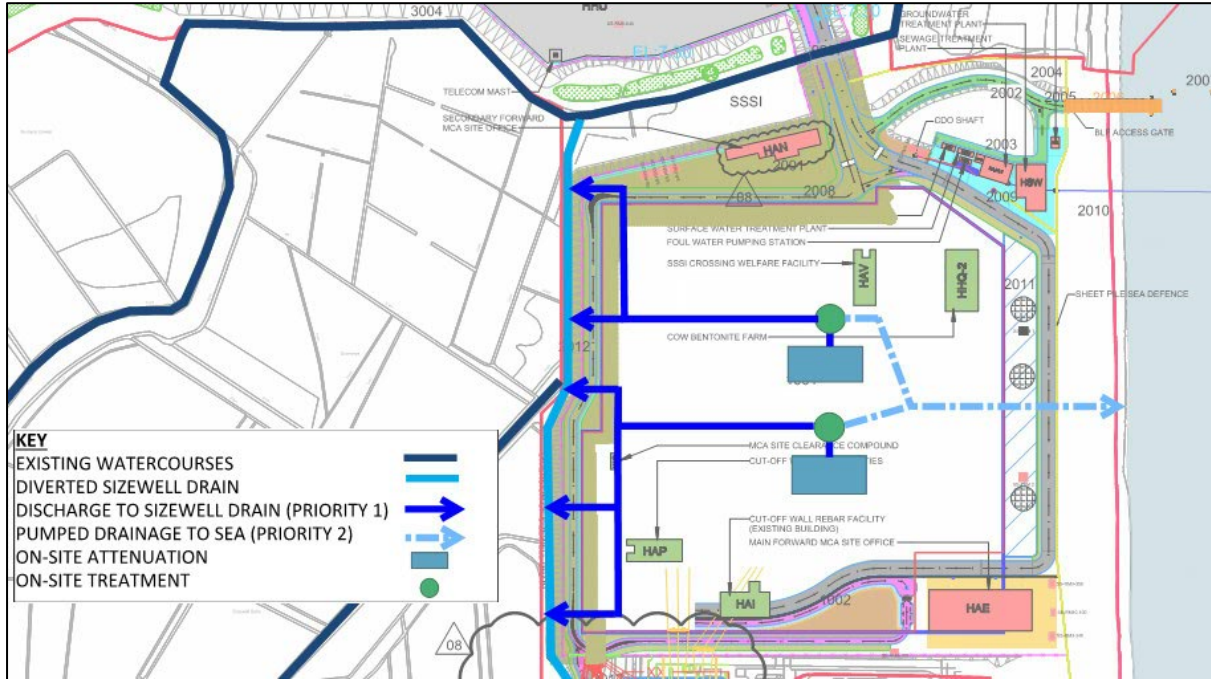 3004
TELECOM MAST
SECONDARY FORWARD
MCA SITE OFFICE
SSSI
GROUNDWATER
TREATMENT PLANT
SEWAGE TREATMENT
PLANT
2004
2002
2005
BLF ACCESS GATE
CDO SHAFT
2003
HAN
2001
2008
08
HSW
2009
2010
SURFACE WATER TREATMENT PLANT
FOUL WATER PUMPING STATION
SSSI CROSSING WELFARE FACILITY
HAV
HHQ-2
2011
SHEET PILE SEA DEFENCE
2012
COW BENTONITE FARM
MCA SITE CLEARANCE COMPOUND
CUT-OFF
HAP
CUT-OFF WALL REBAR FACILITY
(EXISTING BUILDING)
MAIN FORWARD MCA SITE OFFICE
HAI
1002
HAE
08
KEY
EXISTING WATERCOURSES
DIVERTED SIZEWELL DRAIN
DISCHARGE TO SIZEWELL DRAIN (PRIORITY 1)
PUMPED DRAINAGE TO SEA (PRIORITY 2)
ON-SITE ATTENUATION
ON-SITE TREATMENT